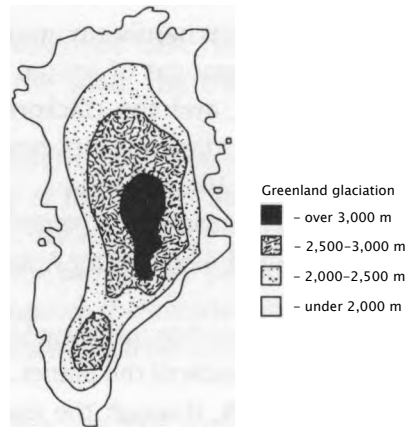 Greenland glaciation
– over 3,000 m
– 2,500–3,000 m
– 2,000–2,500 m
– under 2,000 m